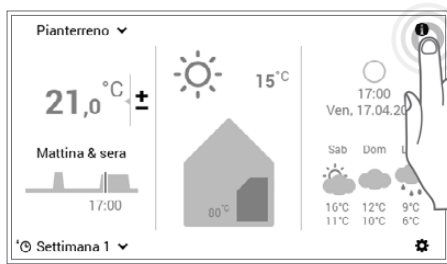 Pianterreno
21,0 °C ±
Mattina & sera
17:00
Settimana 1
15°C
80°C
17:00
Ven, 17.04.20
Sab Dom
16°C 12°C 9°C
11°C 10°C 6°C